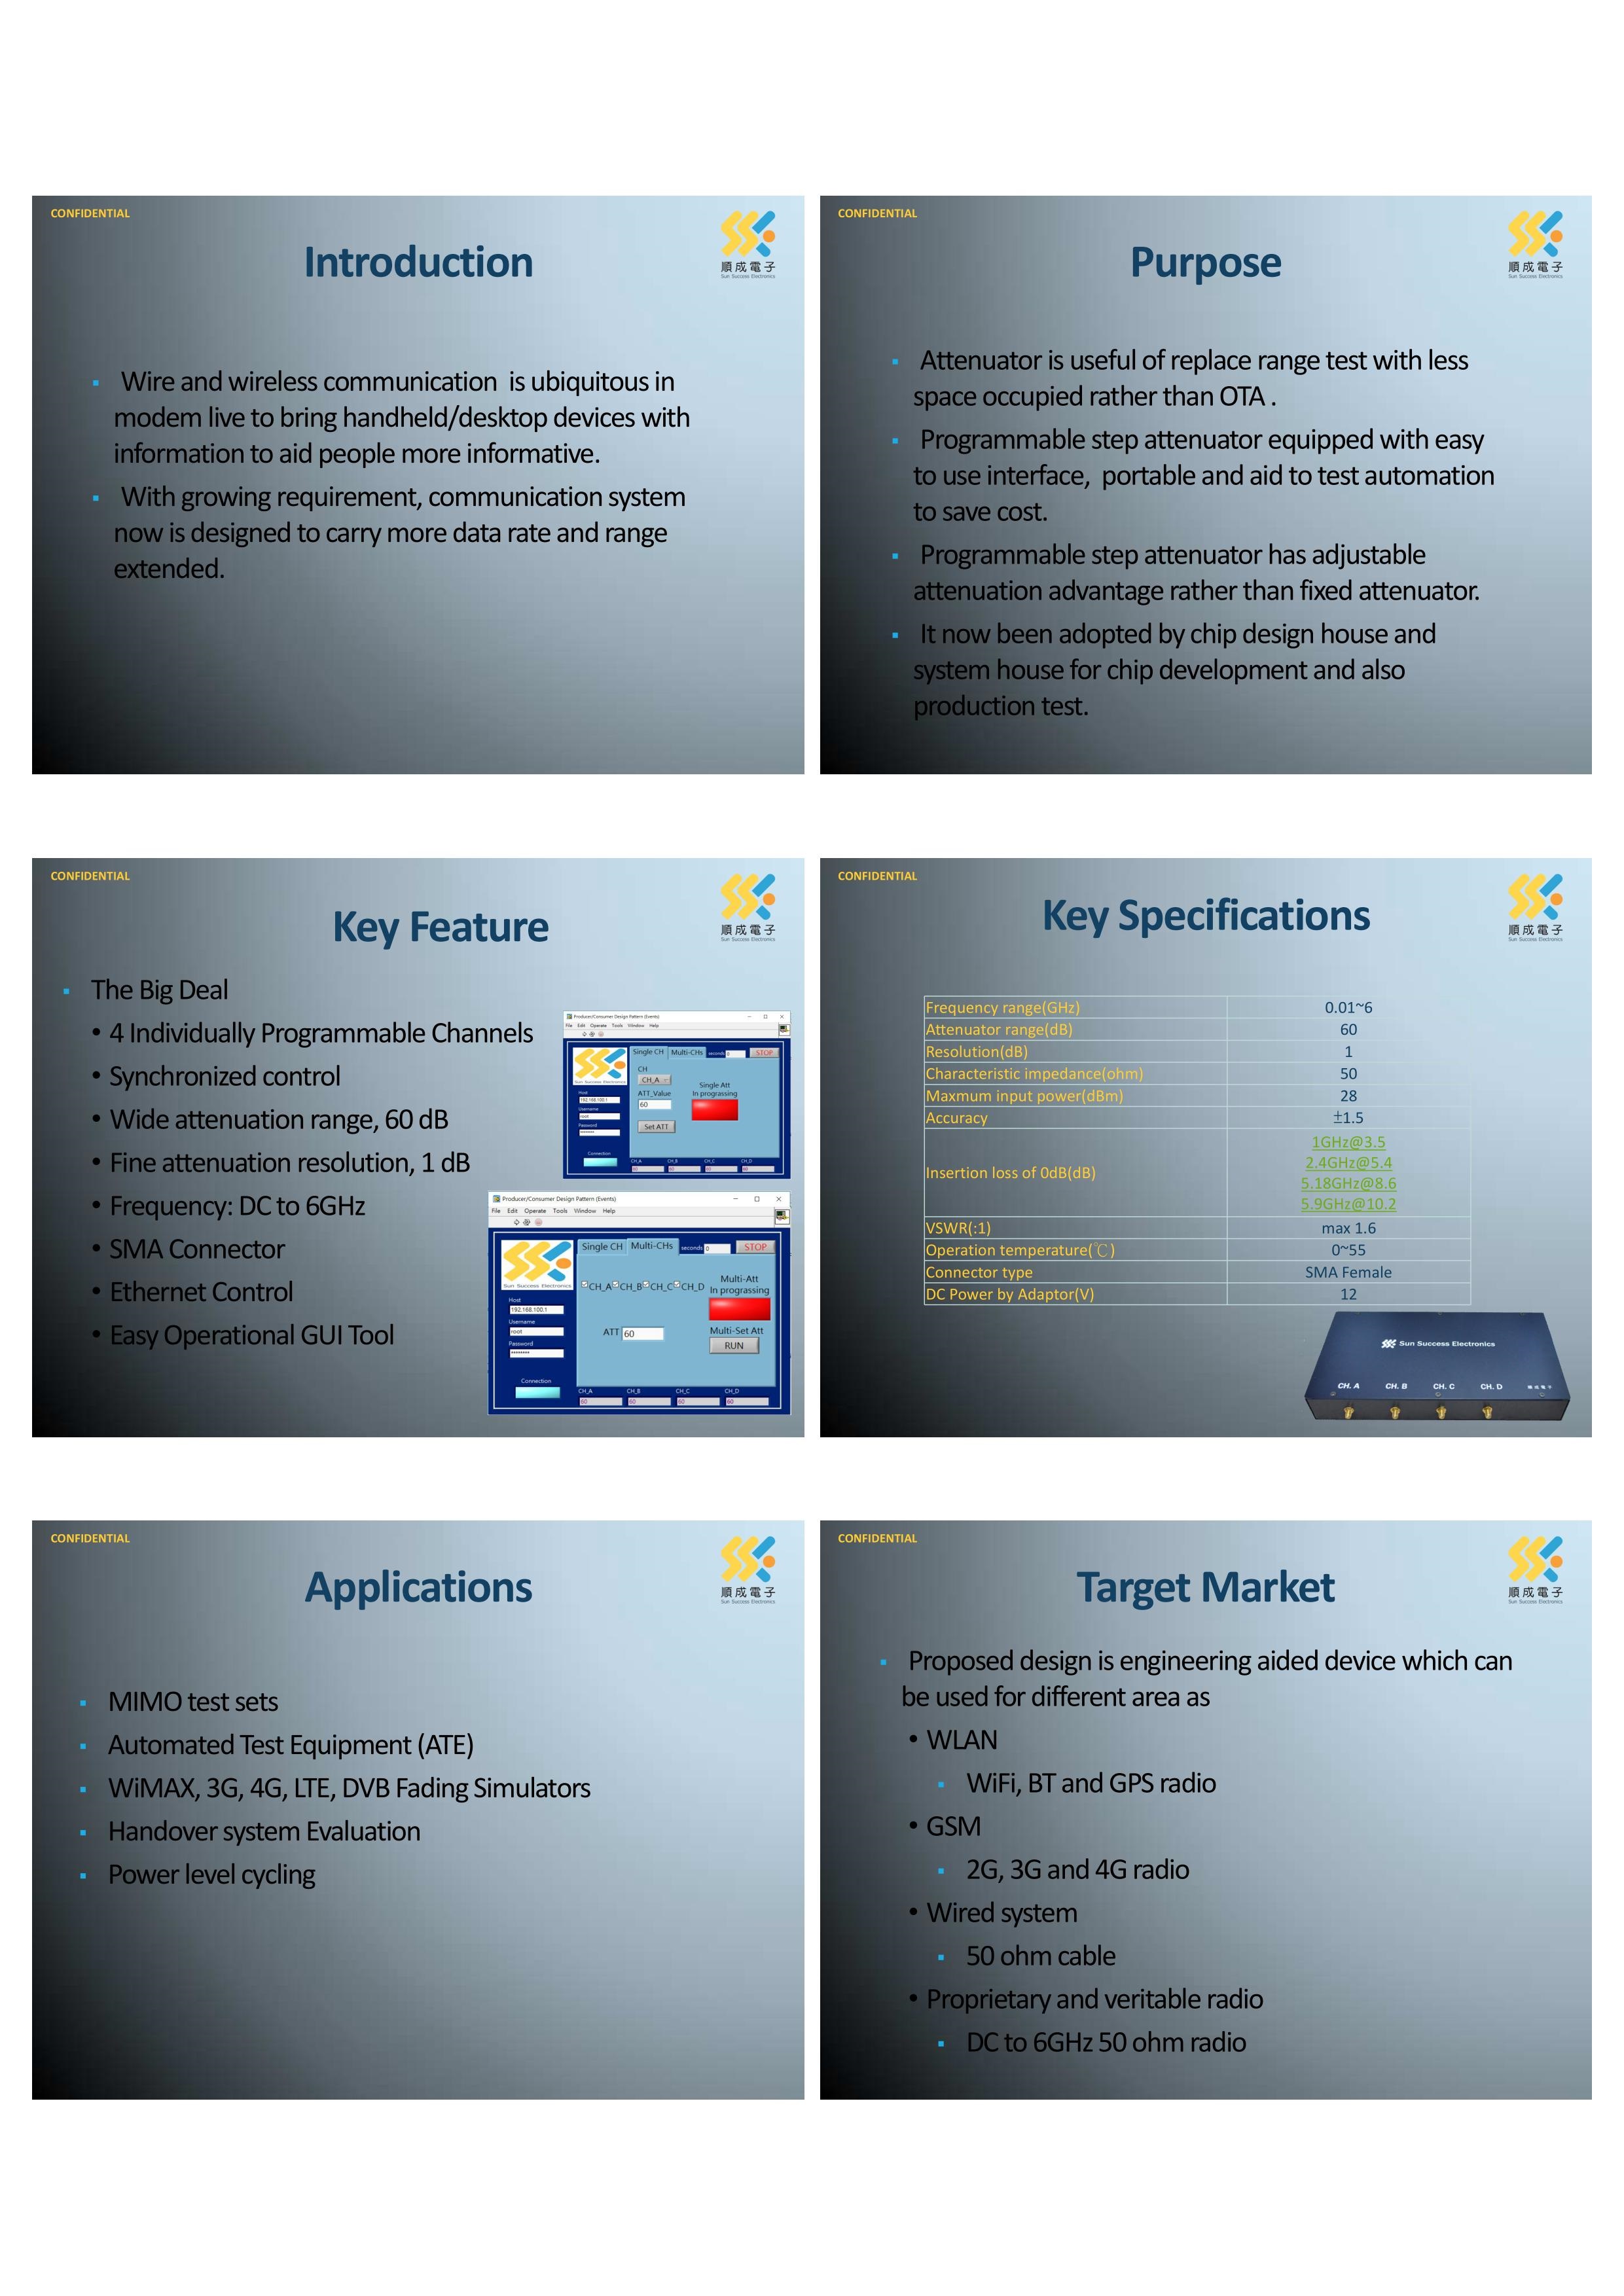 CONFIDENTIAL
順成電子
Sun Success Electronics
Introduction
▪ Wire and wireless communication is ubiquitous in
modem live to bring handheld/desktop devices with
information to aid people more informative.
▪ With growing requirement, communication system
now is designed to carry more data rate and range
extended.
CONFIDENTIAL
順成電子
Sun Success Electronics
Purpose
▪ Attenuator is useful of replace range test with less
space occupied rather than OTA .
▪ Programmable step attenuator equipped with easy
to use interface, portable and aid to test automation
to save cost.
▪ Programmable step attenuator has adjustable
attenuation advantage rather than fixed attenuator.
▪ It now been adopted by chip design house and
system house for chip development and also
production test.
CONFIDENTIAL
順成電子
Sun Success Electronics
Key Feature
▪ The Big Deal
• 4 Individually Programmable Channels
• Synchronized control
• Wide attenuation range, 60 dB
• Fine attenuation resolution, 1 dB
• Frequency: DC to 6GHz
• SMA Connector
• Ethernet Control
• Easy Operational GUI Tool
Producer/Consumer Design Pattern (Events)
File Edit Operate Tools Window Help
Single CH Multi-CHs seconds 0 STOP
Sun Success Electronics
CH
CH_A
Single Att
In prograssing
ATT_Value
60
Set ATT
Host
192.168.100.1
Username
root
Password
********
Connection
CH_A CH_B CH_C CH_D
60 60 60 60
Producer/Consumer Design Pattern (Events)
File Edit Operate Tools Window Help
Single CH Multi-CHs seconds 0 STOP
Sun Success Electronics
CH_A CH_B CH_C CH_D
Multi-Att
In prograssing
Host
192.168.100.1
Username
root
Password
********
ATT 60
Multi-Set Att
RUN
Connection
CH_A CH_B CH_C CH_D
60 60 60 60
CONFIDENTIAL
順成電子
Sun Success Electronics
Key Specifications
Frequency range(GHz) 0.01~6
Attenuator range(dB) 60
Resolution(dB) 1
Characteristic impedance(ohm) 50
Maxmum input power(dBm) 28
Accuracy ±1.5
Insertion loss of 0dB(dB)
1GHz@3.5
2.4GHz@5.4
5.18GHz@8.6
5.9GHz@10.2
VSWR(:1) max 1.6
Operation temperature(℃) 0~55
Connector type SMA Female
DC Power by Adaptor(V) 12
Sun Success Electronics
CH. A CH. B CH. C CH. D 順成電子
CONFIDENTIAL
順成電子
Sun Success Electronics
Applications
▪ MIMO test sets
▪ Automated Test Equipment (ATE)
▪ WiMAX, 3G, 4G, LTE, DVB Fading Simulators
▪ Handover system Evaluation
▪ Power level cycling
CONFIDENTIAL
順成電子
Sun Success Electronics
Target Market
▪ Proposed design is engineering aided device which can
be used for different area as
• WLAN
▪ WiFi, BT and GPS radio
• GSM
▪ 2G, 3G and 4G radio
• Wired system
▪ 50 ohm cable
• Proprietary and veritable radio
▪ DC to 6GHz 50 ohm radio